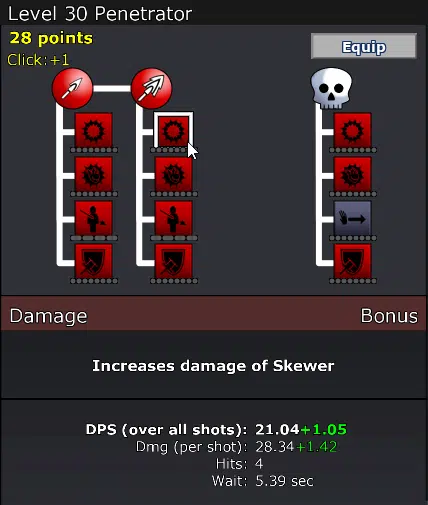 Level 30 Penetrator
28 points
Equip
Click:+1
Damage Bonus
Increases damage of Skewer
DPS (over all shots): 21.04+1.05
Dmg (per shot): 28.34+1.42
Hits: 4
Wait: 5.39 sec